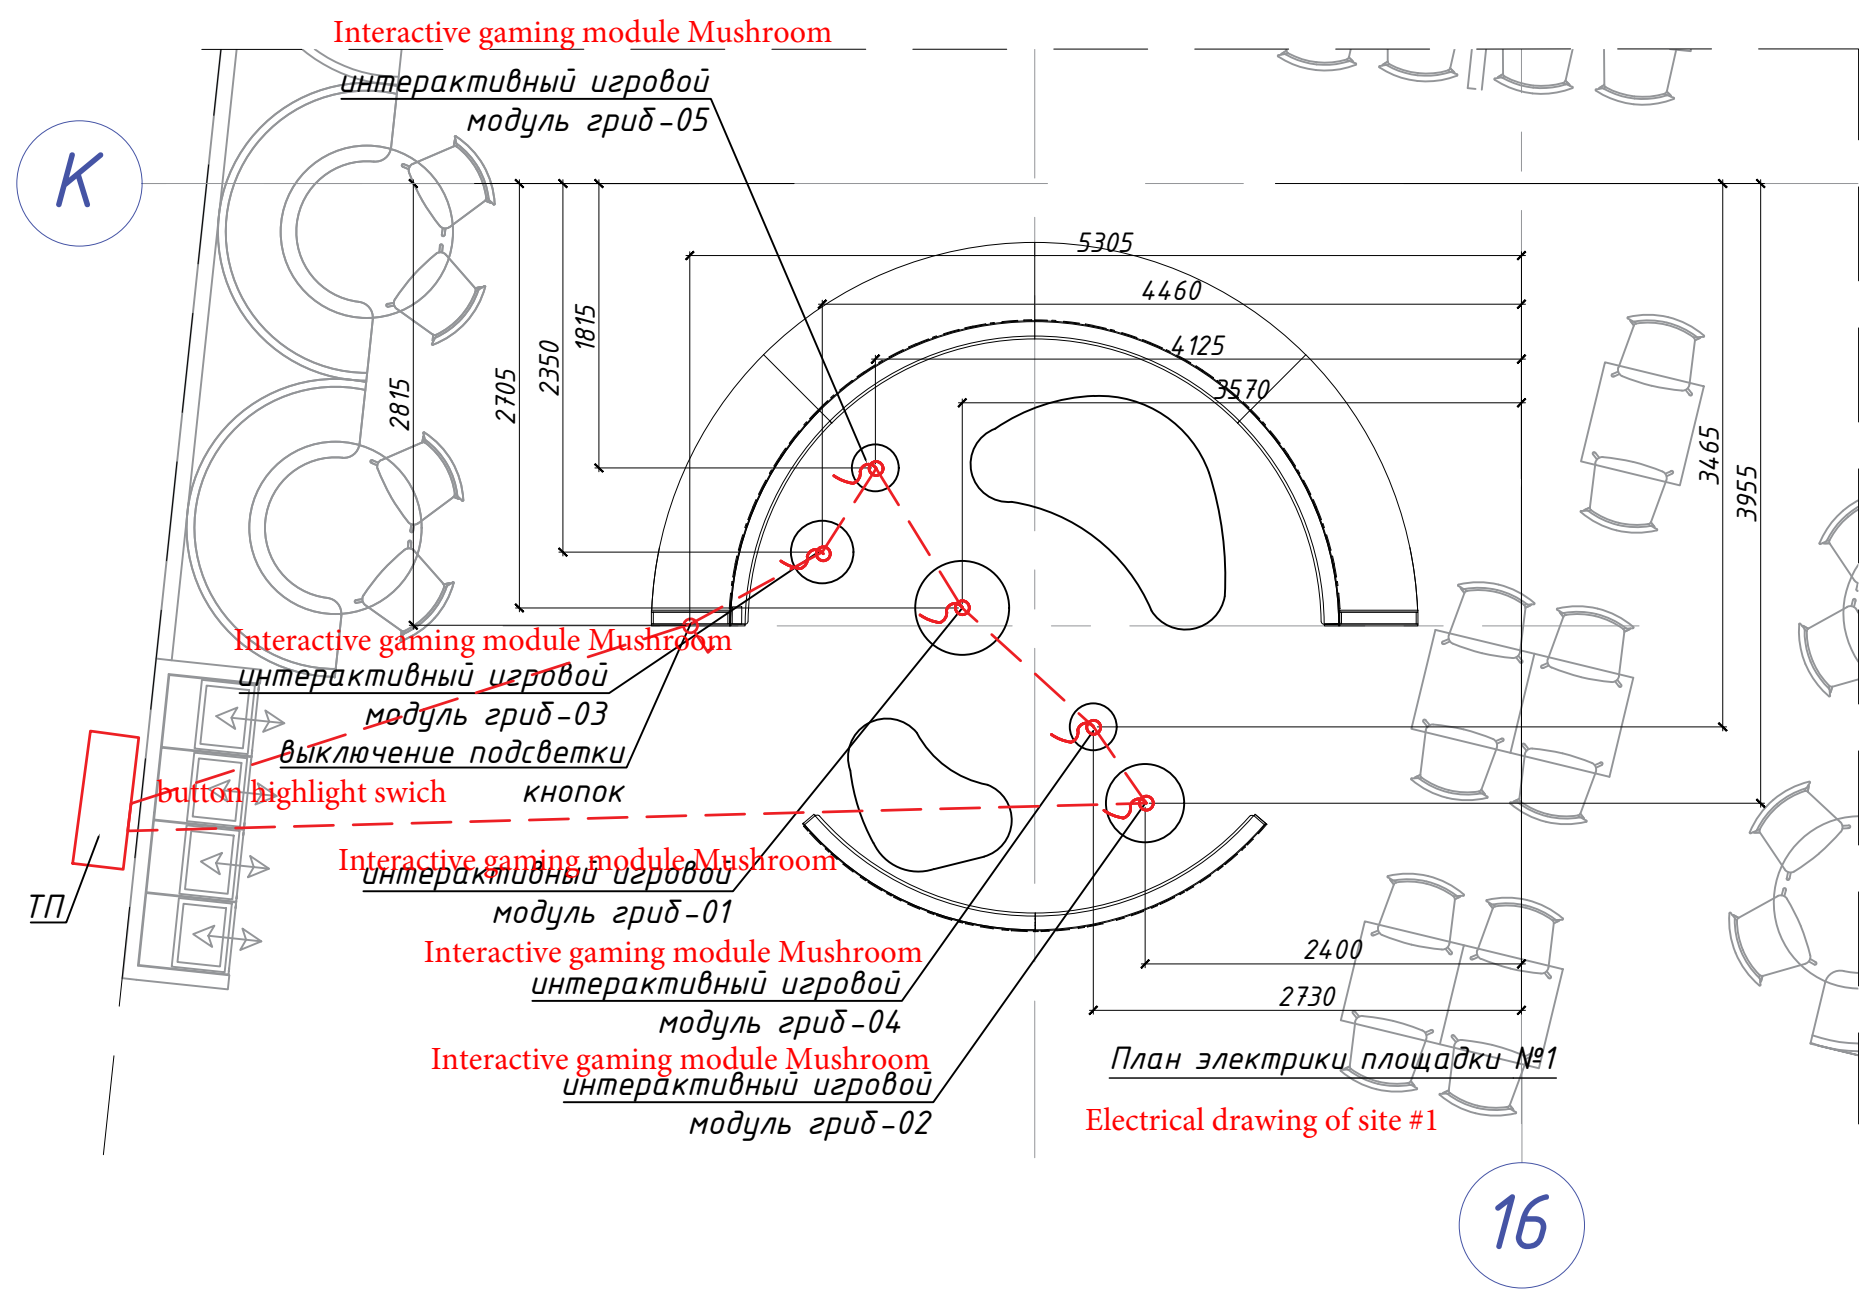 Interactive gaming module Mushroom
интерактивный игровой
модуль гриб-05
К
5305
4460
4125
3570
1815
2350
2705
2815
3465
3955
Interactive gaming module Mushroom
интерактивный игровой
модуль гриб-03
выключение подсветки
button highlight swich
кнопок
Interactive gaming module Mushroom
интерактивный игровой
модуль гриб-01
ТП
Interactive gaming module Mushroom
интерактивный игровой
модуль гриб-04
Interactive gaming module Mushroom
интерактивный игровой
модуль гриб-02
2400
2730
План электрики площадки №1
Electrical drawing of site #1
16